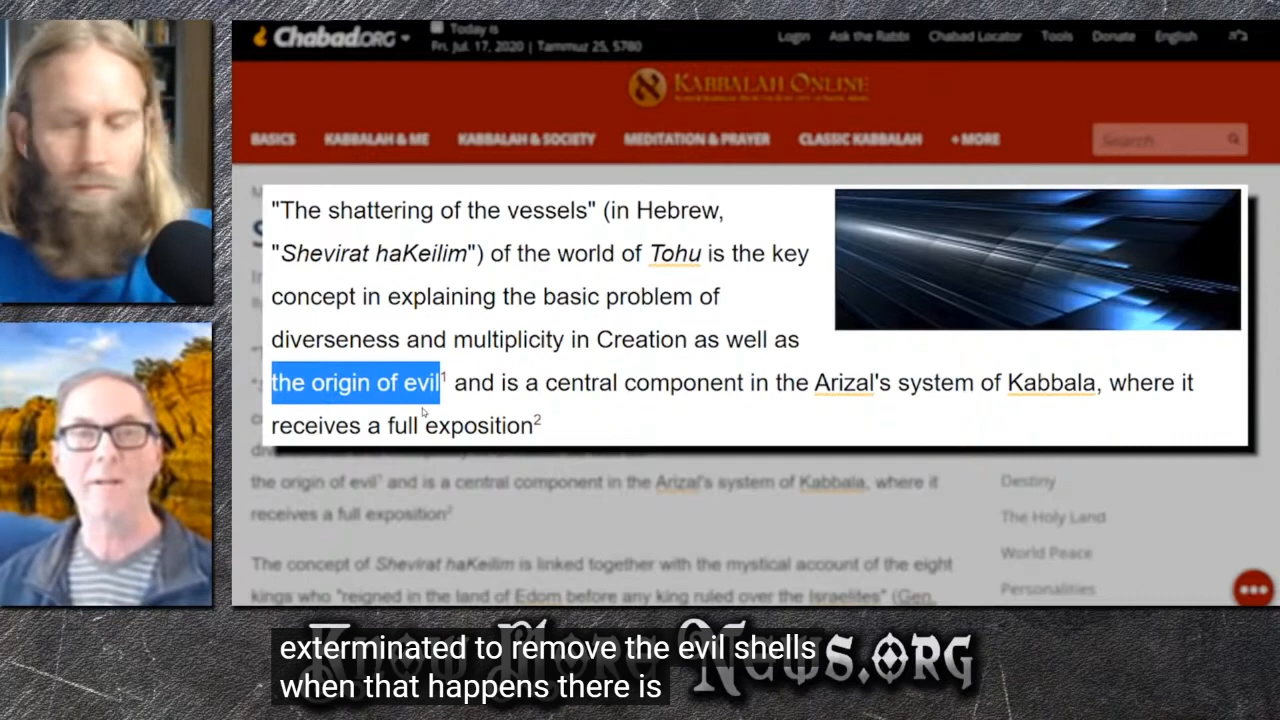 Chabad.ORG
Today is
Fri. Jul. 17, 2020 | Tammuz 25, 5780
Login Ask the Rabbi Chabad Locator Tools Donate English ב"ה
KABBALAH ONLINE
BASICS KABBALAH & ME KABBALAH & SOCIETY MEDITATION & PRAYER CLASSIC KABBALAH + MORE Search
"The shattering of the vessels" (in Hebrew,
"Shevirat haKeilim") of the world of Tohu is the key
concept in explaining the basic problem of
diverseness and multiplicity in Creation as well as
the origin of evil¹ and is a central component in the Arizal's system of Kabbala, where it
receives a full exposition²
the origin of evil¹ and is a central component in the Arizal's system of Kabbala, where it
receives a full exposition²
The concept of Shevirat haKeilim is linked together with the mystical account of the eight
kings who "reigned in the land of Edom before any king ruled over the Israelites" (Gen.
Destiny
The Holy Land
World Peace
Personalities
KNOW MORE NEWS.ORG
exterminated to remove the evil shells
when that happens there is